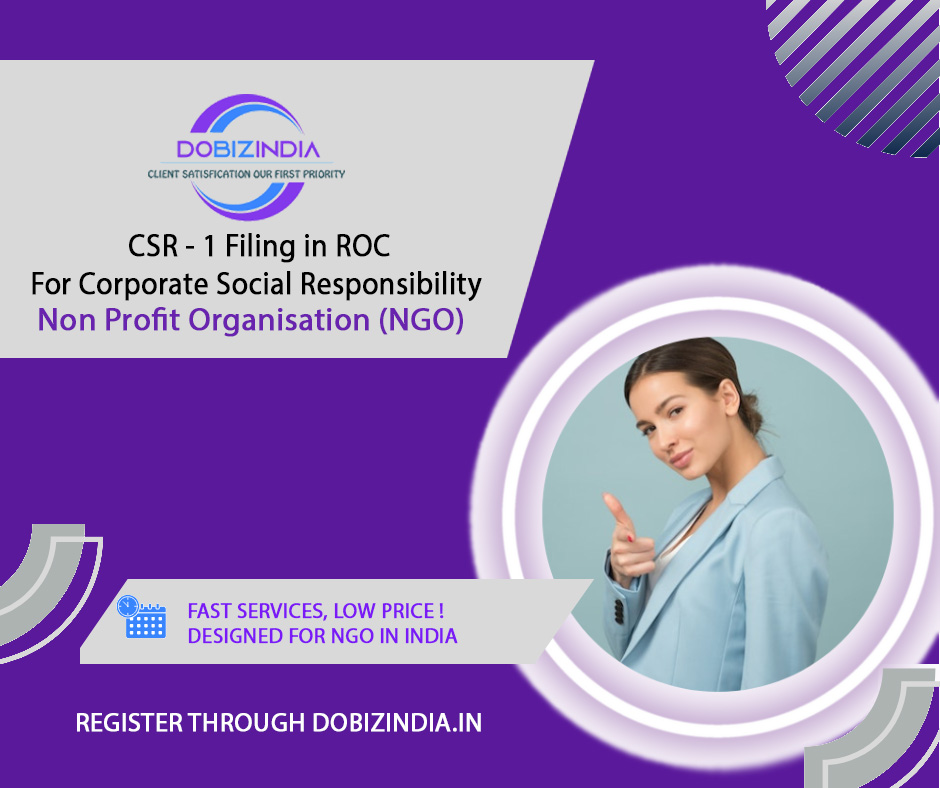 DOBIZINDIA
CLIENT SATISFICATION OUR FIRST PRIORITY
CSR - 1 Filing in ROC
For Corporate Social Responsibility
Non Profit Organisation (NGO)
FAST SERVICES, LOW PRICE !
DESIGNED FOR NGO IN INDIA
REGISTER THROUGH DOBIZINDIA.IN